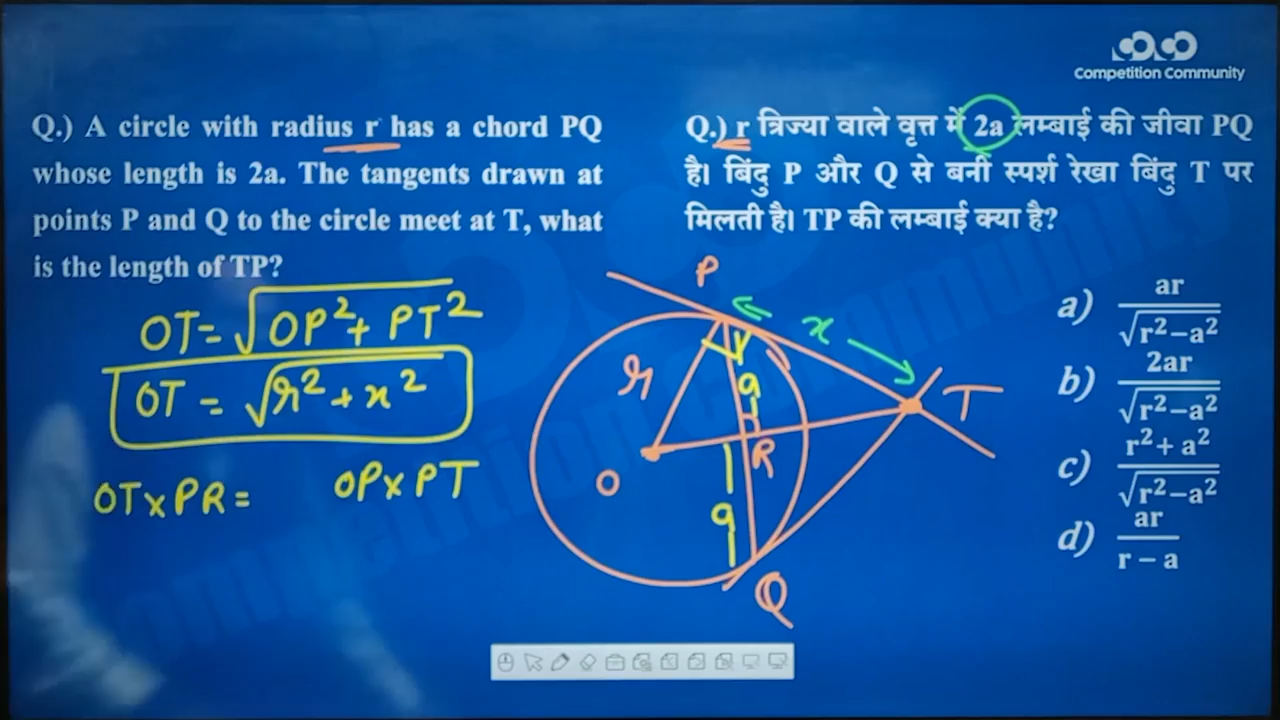 Competition Community
Q.) A circle with radius r has a chord PQ
whose length is 2a. The tangents drawn at
points P and Q to the circle meet at T, what
is the length of TP?
Q.) r त्रिज्या वाले वृत्त में 2a लम्बाई की जीवा PQ
है। बिंदु P और Q से बनी स्पर्श रेखा बिंदु T पर
मिलती है। TP की लम्बाई क्या है?
a) ar/√r²−a²
b) 2ar/√r²−a²
c) r²+a²/√r²−a²
d) ar/r−a
OT=√OP²+PT²
OT=√r²+x²
OT×PR= OP×PT
P
x
r
a
T
R
O
a
Q